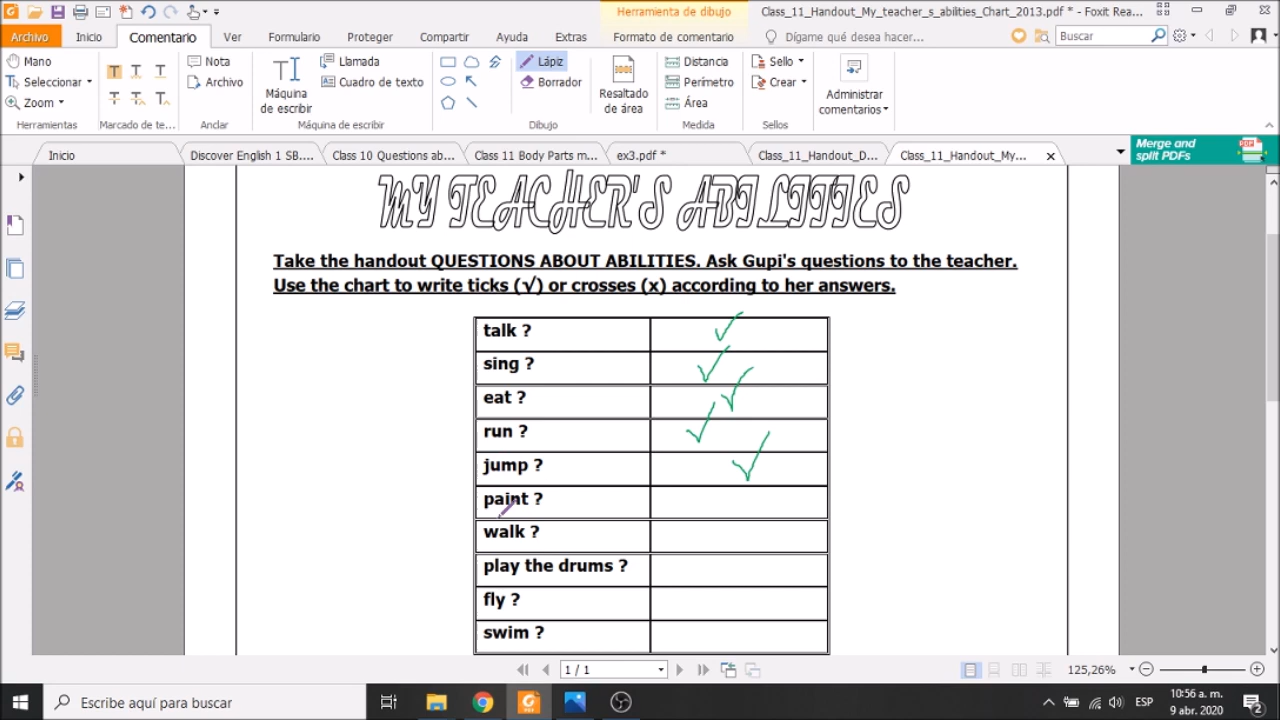 Herramienta de dibujo
Class_11_Handout_My_teacher_s_abilities_Chart_2013.pdf * - Foxit Rea...
Archivo
Inicio
Comentario
Ver
Formulario
Proteger
Compartir
Ayuda
Extras
Formato de comentario
Dígame qué desea hacer...
Buscar
Mano
Seleccionar
Zoom
Herramientas
Marcado de te...
Nota
Archivo
Anclar
Máquina
de escribir
Llamada
Cuadro de texto
Máquina de escribir
Lápiz
Borrador
Dibujo
Resaltado
de área
Distancia
Perímetro
Área
Medida
Sello
Crear
Sellos
Administrar
comentarios
Inicio
Discover English 1 SB....
Class 10 Questions ab...
Class 11 Body Parts m...
ex3.pdf *
Class_11_Handout_D...
Class_11_Handout_My...
Merge and
split PDFs
MY TEACHER'S ABILITIES
Take the handout QUESTIONS ABOUT ABILITIES. Ask Gupi's questions to the teacher.
Use the chart to write ticks (√) or crosses (x) according to her answers.
talk ? ✓
sing ? ✓
eat ? ✓
run ? ✓
jump ? ✓
paint ?
walk ?
play the drums ?
fly ?
swim ?
1 / 1
125,26%
Escribe aquí para buscar
ESP
10:56 a. m.
9 abr. 2020
2